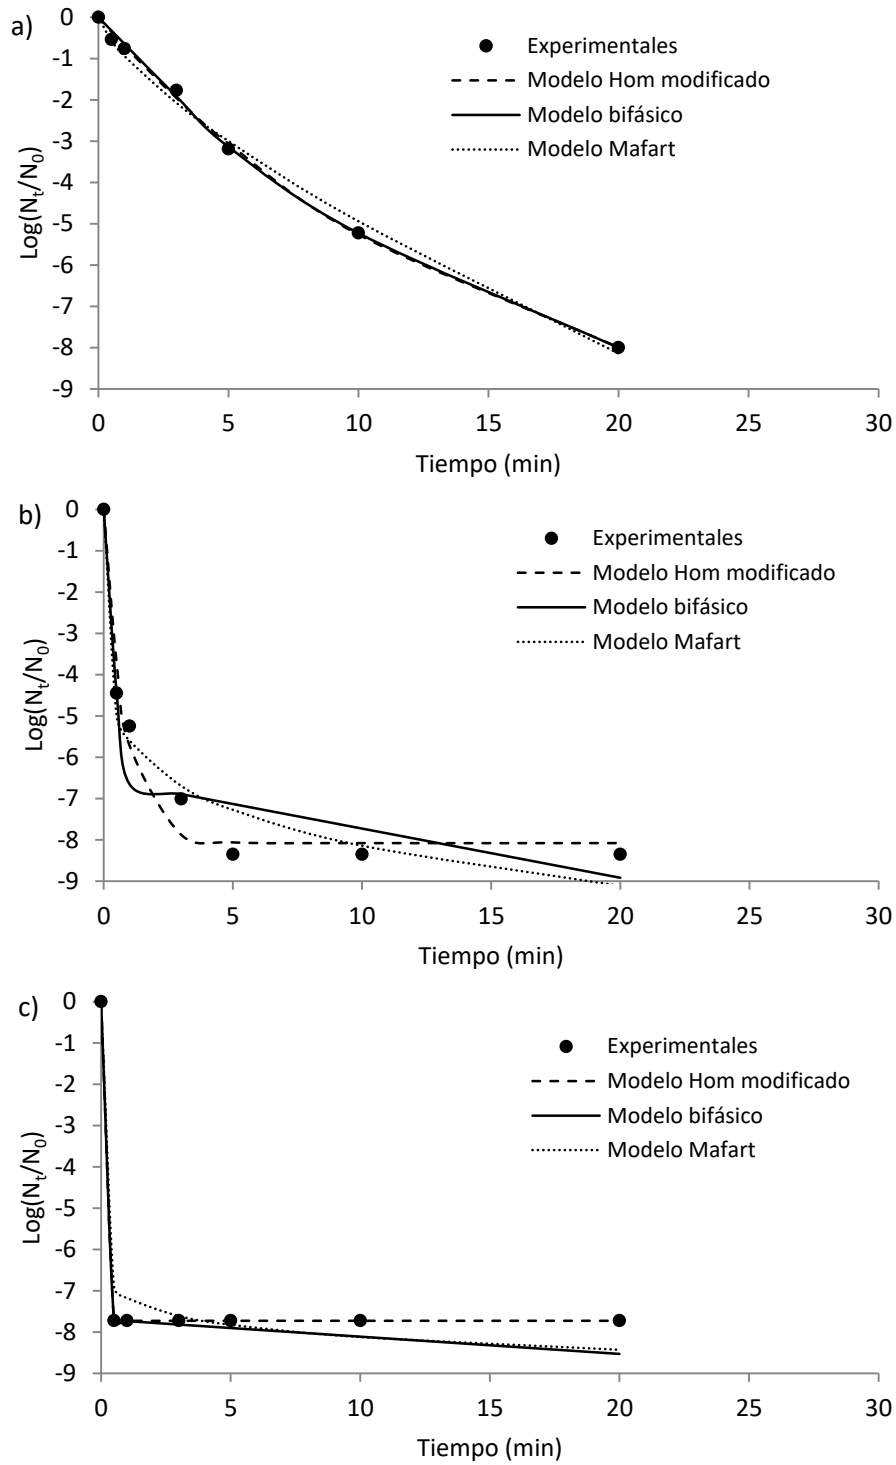 a)
0
-1
-2
-3
-4
-5
-6
-7
-8
-9
Log(Nt/N0)
Experimentales
Modelo Hom modificado
Modelo bifásico
Modelo Mafart
0 5 10 15 20 25 30
Tiempo (min)
b)
0
-1
-2
-3
-4
-5
-6
-7
-8
-9
Log(Nt/N0)
Experimentales
Modelo Hom modificado
Modelo bifásico
Modelo Mafart
0 5 10 15 20 25 30
Tiempo (min)
c)
0
-1
-2
-3
-4
-5
-6
-7
-8
-9
Log(Nt/N0)
Experimentales
Modelo Hom modificado
Modelo bifásico
Modelo Mafart
0 5 10 15 20 25 30
Tiempo (min)